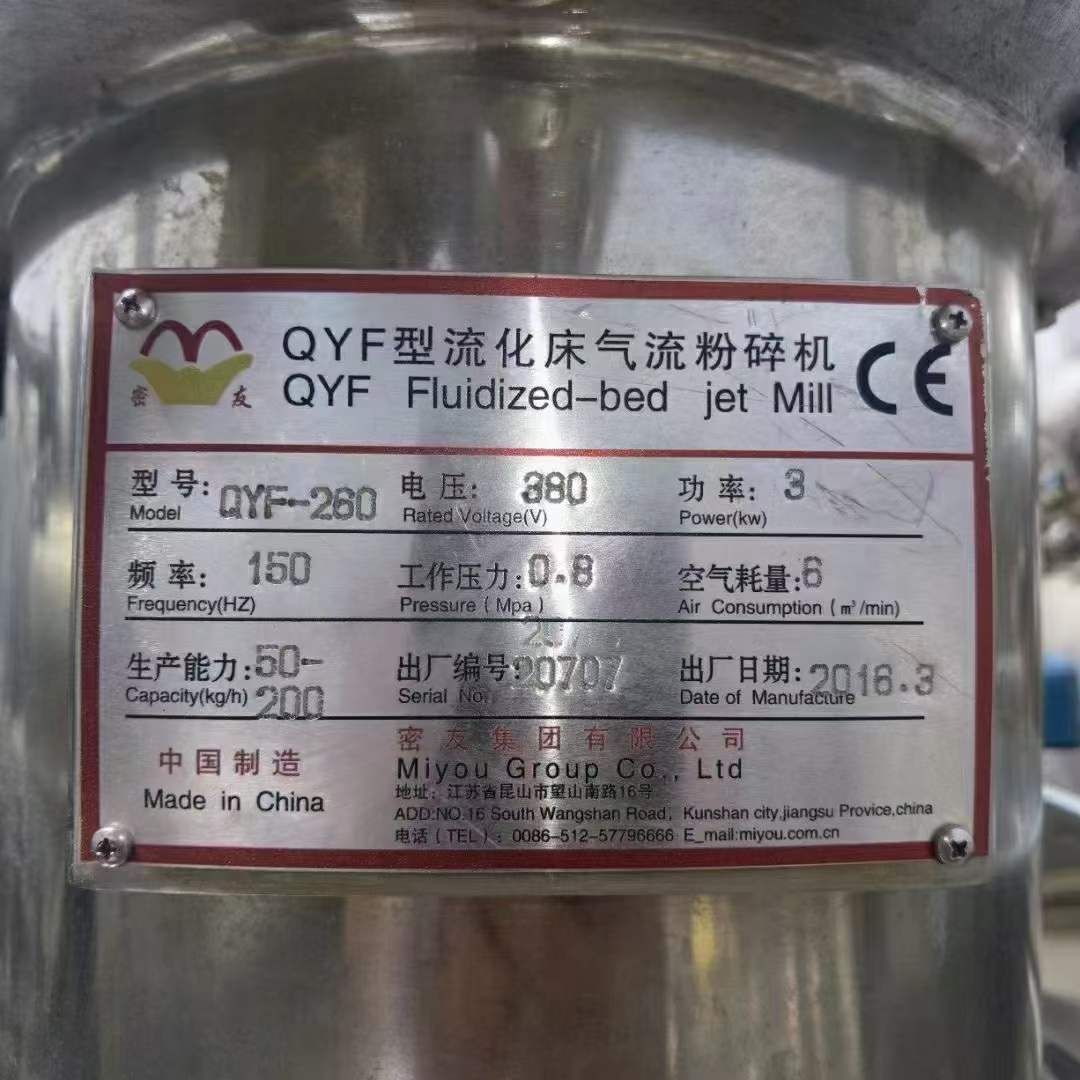 密 友
QYF型流化床气流粉碎机
QYF Fluidized-bed jet Mill
CE
型号: QYF-260 电压: 380 功率: 3
Model Rated Voltage(V) Power(kw)
频率: 150 工作压力: 0.8 空气耗量: 6
Frequency(HZ) Pressure(Mpa) Air Consumption(m³/min)
生产能力: 50- 出厂编号: 20707 出厂日期: 2016.3
Capacity(kg/h) 200 Serial No. Date of Manufacture
中国制造
Made in China
密友集团有限公司
Miyou Group Co., Ltd
地址: 江苏省昆山市望山南路16号
ADD:NO.16 South Wangshan Road, Kunshan city,jiangsu Provice,china
电话(TEL): 0086-512-57796666 E_mail:miyou.com.cn